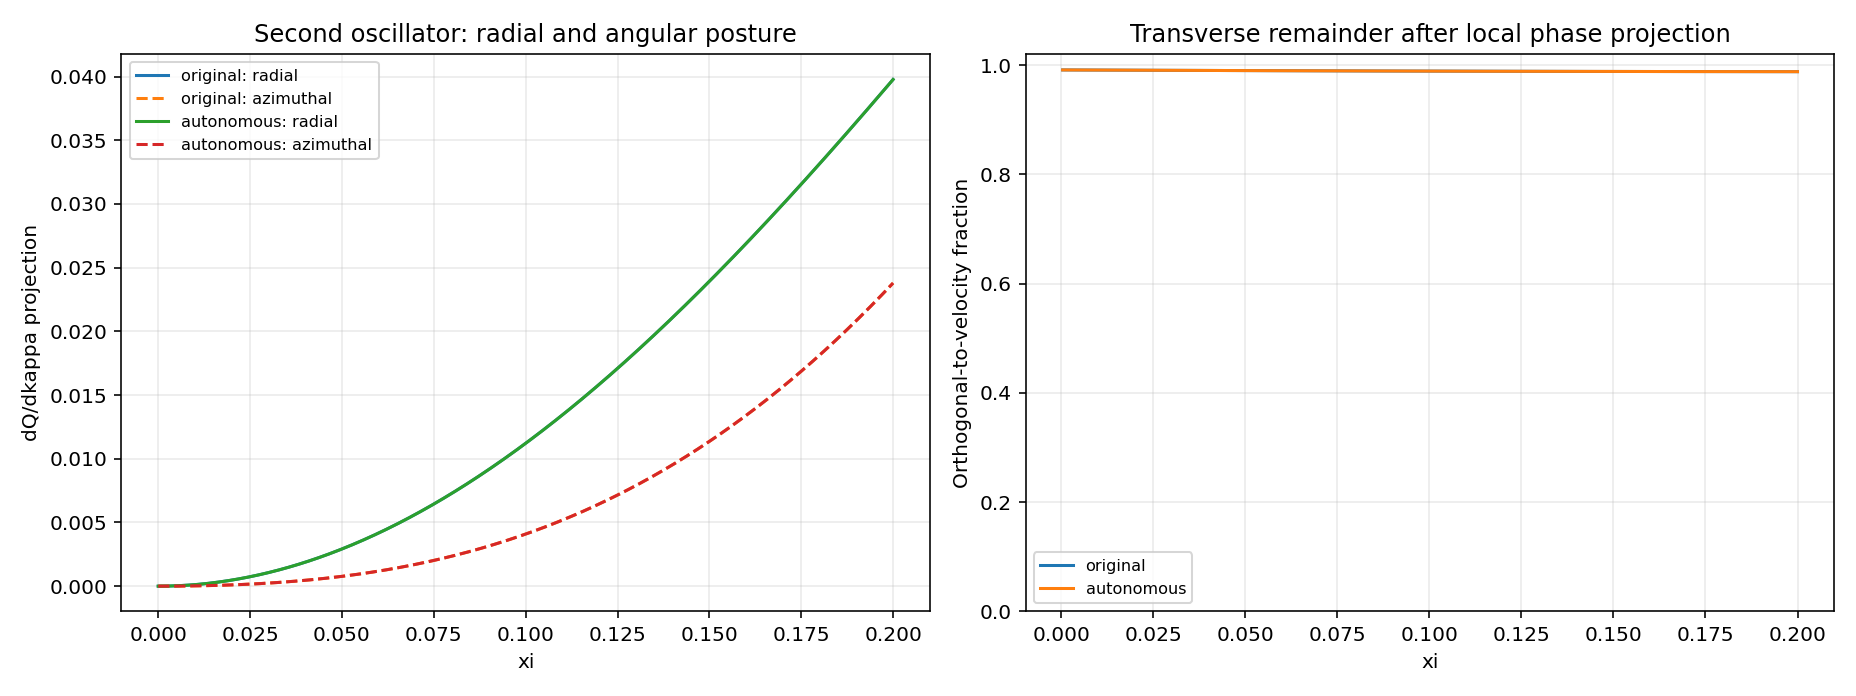 Second oscillator: radial and angular posture
original: radial
original: azimuthal
autonomous: radial
autonomous: azimuthal
dQ/dkappa projection
0.040
0.035
0.030
0.025
0.020
0.015
0.010
0.005
0.000
0.000 0.025 0.050 0.075 0.100 0.125 0.150 0.175 0.200
xi
Transverse remainder after local phase projection
Orthogonal-to-velocity fraction
1.0
0.8
0.6
0.4
0.2
0.0
original
autonomous
0.000 0.025 0.050 0.075 0.100 0.125 0.150 0.175 0.200
xi